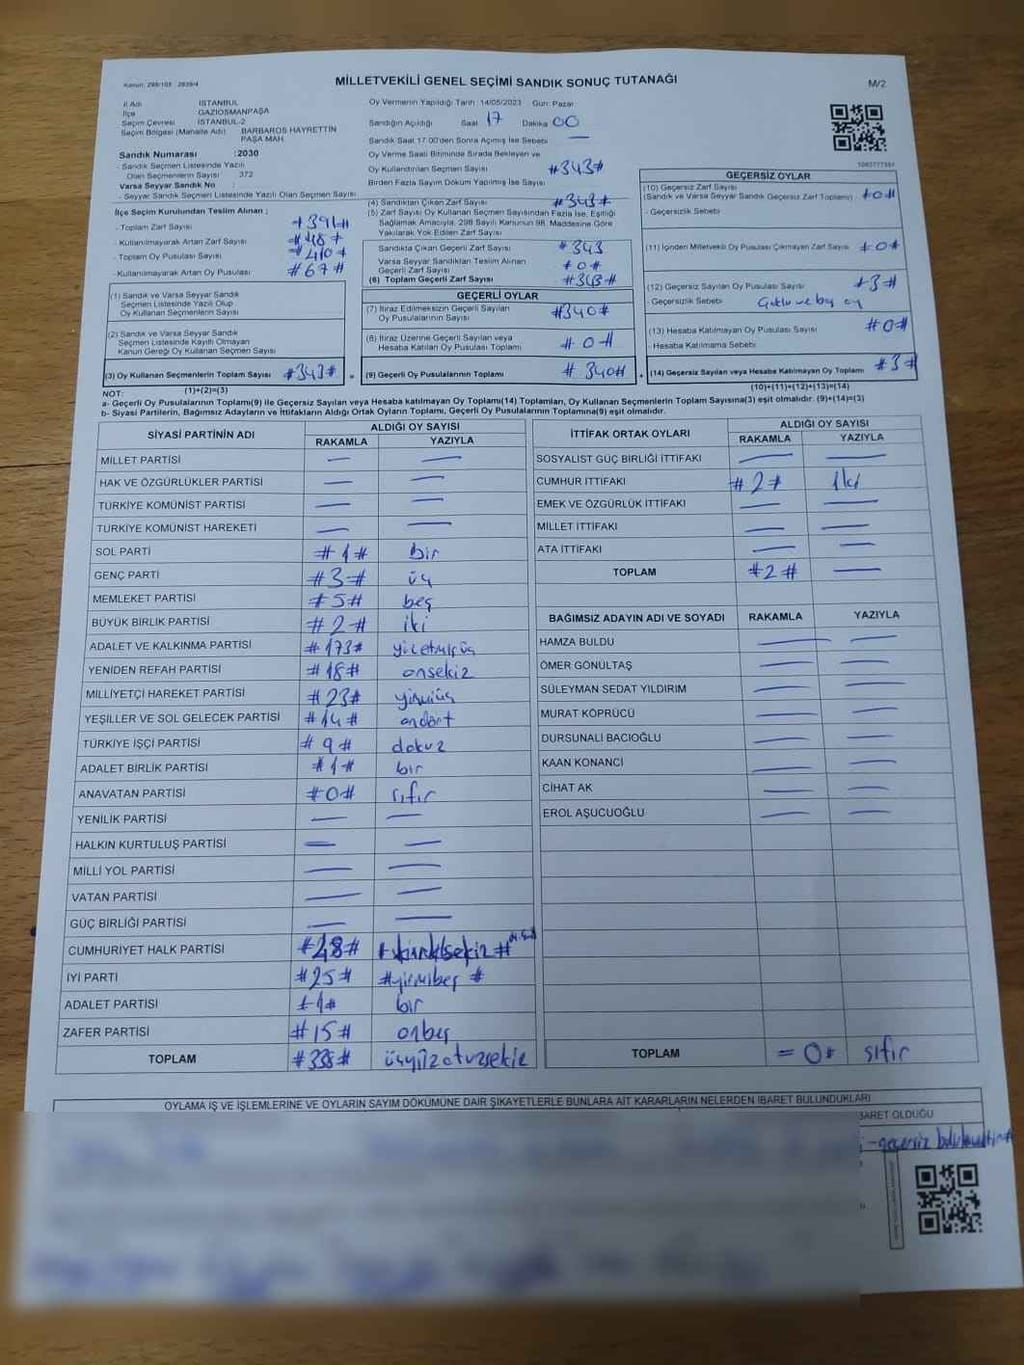 Kanun: 298/105 2839/4
MİLLETVEKİLİ GENEL SEÇİMİ SANDIK SONUÇ TUTANAĞI
M/2
İl Adı : İSTANBUL
İlçe : GAZİOSMANPAŞA
Seçim Çevresi : İSTANBUL-2
Seçim Bölgesi (Mahalle Adı) : BARBAROS HAYRETTİN PAŞA MAH
Sandık Numarası :2030
- Sandık Seçmen Listesinde Yazılı
Olan Seçmenlerin Sayısı : 372
Varsa Seyyar Sandık No
- Seyyar Sandık Seçmen Listesinde Yazılı Olan Seçmen Sayısı
İlçe Seçim Kurulundan Teslim Alınan ;
- Toplam Zarf Sayısı
- Kullanılmayarak Artan Zarf Sayısı
- Toplam Oy Pusulası Sayısı
- Kullanılmayarak Artan Oy Pusulası #67#
(1) Sandık ve Varsa Seyyar Sandık
Seçmen Listesinde Yazılı Olup
Oy Kullanan Seçmenlerin Sayısı
(2) Sandık ve Varsa Seyyar Sandık
Seçmen Listesinde Kayıtlı Olmayan
Kanun Gereği Oy Kullanan Seçmen Sayısı
(3) Oy Kullanan Seçmenlerin Toplam Sayısı #343#
Oy Vermenin Yapıldığı Tarih :14/05/2023 Gün: Pazar
Sandığın Açıldığı Saat 17 Dakika 00
Sandık Saat 17:00'den Sonra Açılmış İse Sebebi —
Oy Verme Saati Bitiminde Sırada Bekleyen ve
Oy Kullandırılan Seçmen Sayısı #343#
Birden Fazla Sayım Döküm Yapılmış İse Sayısı
(4) Sandıktan Çıkan Zarf Sayısı #343#
(5) Zarf Sayısı Oy Kullanan Seçmen Sayısından Fazla İse, Eşitliği
Sağlamak Amacıyla, 298 Sayılı Kanunun 98. Maddesine Göre
Yakılarak Yok Edilen Zarf Sayısı
Sandıkta Çıkan Geçerli Zarf Sayısı #343
Varsa Seyyar Sandıktan Teslim Alınan
Geçerli Zarf Sayısı #0#
(6) Toplam Geçerli Zarf Sayısı #343#
GEÇERLİ OYLAR
(7) İtiraz Edilmeksizin Geçerli Sayılan
Oy Pusulalarının Sayısı #340#
(8) İtiraz Üzerine Geçerli Sayılan veya
Hesaba Katılan Oy Pusulası Toplamı #0#
(9) Geçerli Oy Pusulalarının Toplamı #340#
GEÇERSİZ OYLAR
(10) Geçersiz Zarf Sayısı
(Sandık ve Varsa Seyyar Sandık Geçersiz Zarf Toplamı) #0#
- Geçersizlik Sebebi
(11) İçinden Milletvekili Oy Pusulası Çıkmayan Zarf Sayısı #0#
(12) Geçersiz Sayılan Oy Pusulası Sayısı #3#
- Geçersizlik Sebebi Çoklu ve boş oy
(13) Hesaba Katılmayan Oy Pusulası Sayısı #0#
- Hesaba Katılmama Sebebi
(14) Geçersiz Sayılan veya Hesaba Katılmayan Oy Toplamı #3#
NOT: (1)+(2)=(3) (10)+(11)+(12)+(13)=(14)
a- Geçerli Oy Pusulalarının Toplamı(9) ile Geçersiz Sayılan veya Hesaba katılmayan Oy Toplamı(14) Toplamları, Oy Kullanan Seçmenlerin Toplam Sayısına(3) eşit olmalıdır. (9)+(14)=(3)
b- Siyasi Partilerin, Bağımsız Adayların ve İttifakların Aldığı Ortak Oyların Toplamı, Geçerli Oy Pusulalarının Toplamına(9) eşit olmalıdır.
SİYASİ PARTİNİN ADI ALDIĞI OY SAYISI
RAKAMLA YAZIYLA
MİLLET PARTİSİ — —
HAK VE ÖZGÜRLÜKLER PARTİSİ — —
TÜRKİYE KOMÜNİST PARTİSİ — —
TÜRKİYE KOMÜNİST HAREKETİ — —
SOL PARTİ #1# bir
GENÇ PARTİ #3# üç
MEMLEKET PARTİSİ #5# beş
BÜYÜK BİRLİK PARTİSİ #2# iki
ADALET VE KALKINMA PARTİSİ #173# yüzetmişüç
YENİDEN REFAH PARTİSİ #18# onsekiz
MİLLİYETÇİ HAREKET PARTİSİ #23# yirmiüç
YEŞİLLER VE SOL GELECEK PARTİSİ #14# ondört
TÜRKİYE İŞÇİ PARTİSİ #9# dokuz
ADALET BİRLİK PARTİSİ #1# bir
ANAVATAN PARTİSİ #0# sıfır
YENİLİK PARTİSİ — —
HALKIN KURTULUŞ PARTİSİ — —
MİLLİ YOL PARTİSİ — —
VATAN PARTİSİ — —
GÜÇ BİRLİĞİ PARTİSİ — —
CUMHURİYET HALK PARTİSİ #48# #kırksekiz#
İYİ PARTİ #25# #yirmibeş#
ADALET PARTİSİ #1# bir
ZAFER PARTİSİ #15# onbeş
TOPLAM #338# üçyüzotuzsekiz
İTTİFAK ORTAK OYLARI ALDIĞI OY SAYISI
RAKAMLA YAZIYLA
SOSYALİST GÜÇ BİRLİĞİ İTTİFAKI — —
CUMHUR İTTİFAKI #2# iki
EMEK VE ÖZGÜRLÜK İTTİFAKI — —
MİLLET İTTİFAKI — —
ATA İTTİFAKI — —
TOPLAM #2# —
BAĞIMSIZ ADAYIN ADI VE SOYADI RAKAMLA YAZIYLA
HAMZA BULDU — —
ÖMER GÖNÜLTAŞ — —
SÜLEYMAN SEDAT YILDIRIM — —
MURAT KÖPRÜCÜ — —
DURSUNALİ BACIOĞLU — —
KAAN KONANCİ — —
CİHAT AK — —
EROL AŞUCUOĞLU — —
TOPLAM =0# sıfır
OYLAMA İŞ VE İŞLEMLERİNE VE OYLARIN SAYIM DÖKÜMÜNE DAİR ŞİKAYETLERLE BUNLARA AİT KARARLARIN NELERDEN İBARET BULUNDUKLARI
BARET OLDUĞU
geçersiz